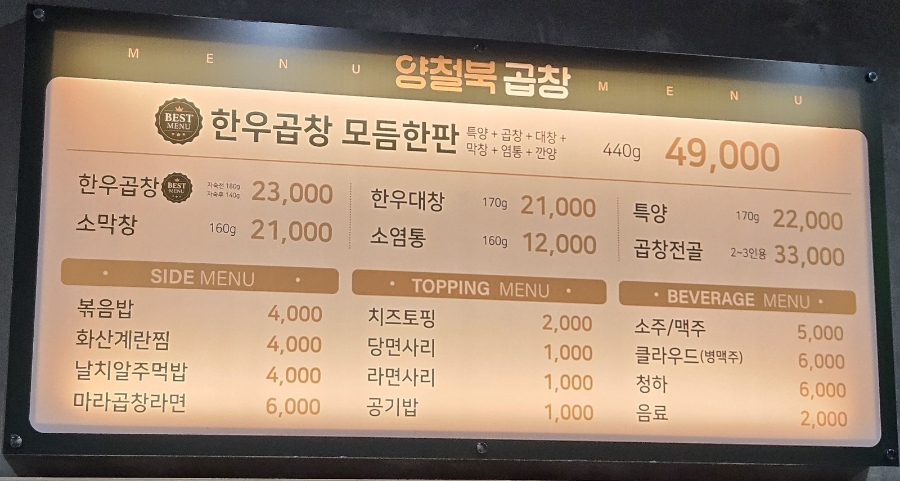 M E N U 양철북 곱창 M E N U
BEST MENU 한우곱창 모듬한판 특양 + 곱창 + 대창 + 막창 + 염통 + 깐양 440g 49,000
한우곱창 BEST MENU 자숙전 180g 자숙후 140g 23,000
소막창 160g 21,000
한우대창 170g 21,000
소염통 160g 12,000
특양 170g 22,000
곱창전골 2~3인용 33,000
SIDE MENU
볶음밥 4,000
화산계란찜 4,000
날치알주먹밥 4,000
마라곱창라면 6,000
TOPPING MENU
치즈토핑 2,000
당면사리 1,000
라면사리 1,000
공기밥 1,000
BEVERAGE MENU
소주/맥주 5,000
클라우드(병맥주) 6,000
청하 6,000
음료 2,000